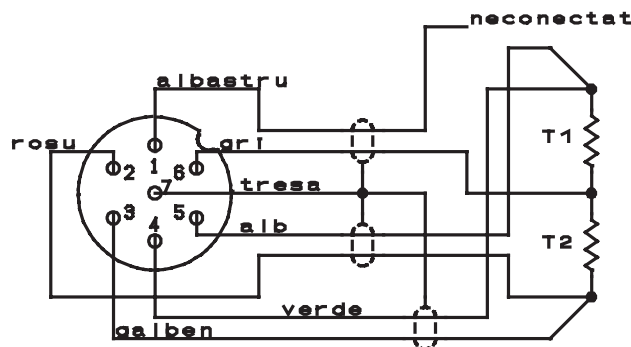 neconectat
albastru
rosu
gri
T1
1
2
6
7
tresa
3
5
4
alb
T2
verde
galben